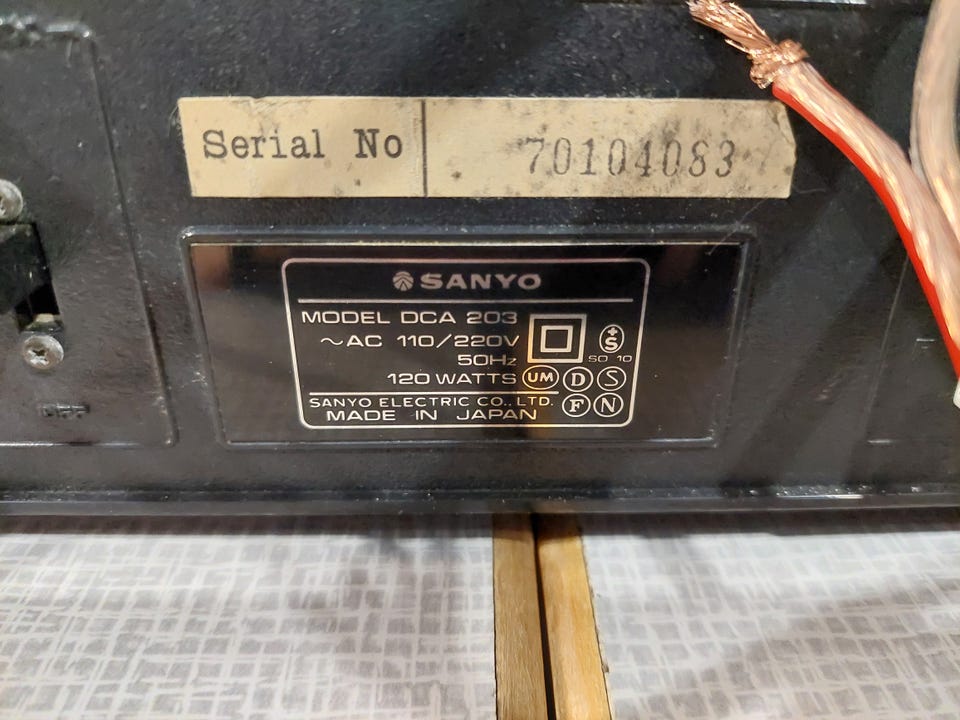 Serial No 70104083
SANYO
MODEL DCA 203
~AC 110/220V
50Hz
SO 10
120 WATTS UM D S
SANYO ELECTRIC CO., LTD. F N
MADE IN JAPAN